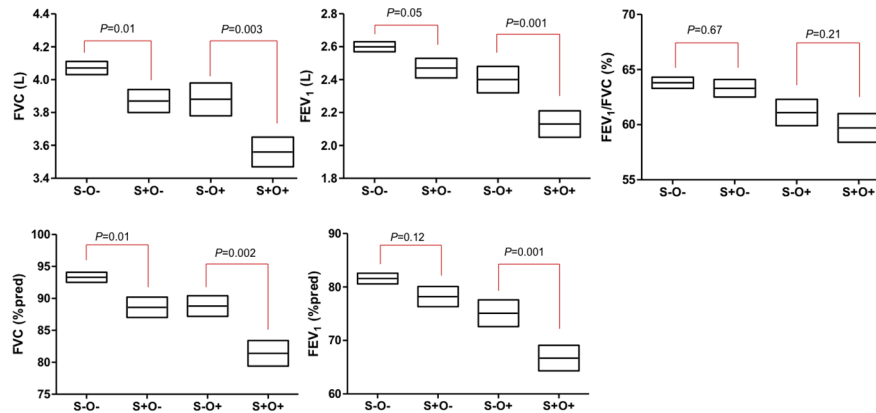 P=0.01
P=0.003
FVC (L)
4.4
4.2
4.0
3.8
3.6
3.4
S-O-
S+O-
S-O+
S+O+
P=0.05
P=0.001
FEV₁ (L)
2.8
2.6
2.4
2.2
2.0
1.8
S-O-
S+O-
S-O+
S+O+
P=0.67
P=0.21
FEV₁/FVC (%)
70
65
60
55
S-O-
S+O-
S-O+
S+O+
P=0.01
P=0.002
FVC (%pred)
100
95
90
85
80
75
S-O-
S+O-
S-O+
S+O+
P=0.12
P=0.001
FEV₁ (%pred)
90
80
70
60
S-O-
S+O-
S-O+
S+O+